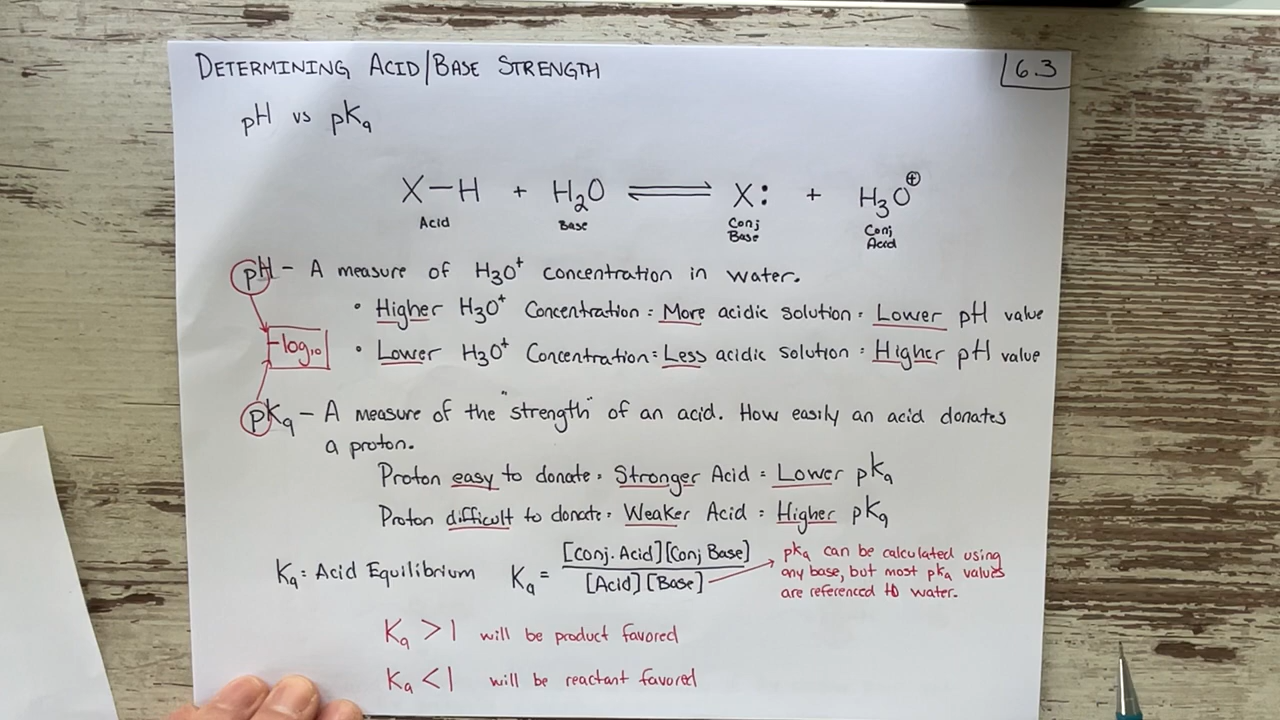 DETERMINING ACID/BASE STRENGTH
6.3
pH vs pKa
X-H + H2O ⇌ X: + H3O⊕
Acid Base Conj Base Conj Acid
pH - A measure of H3O+ concentration in water.
• Higher H3O+ Concentration = More acidic solution = Lower pH value
-log10
• Lower H3O+ Concentration = Less acidic solution = Higher pH value
pKa - A measure of the "strength" of an acid. How easily an acid donates
a proton.
Proton easy to donate = Stronger Acid = Lower pKa
Proton difficult to donate = Weaker Acid = Higher pKa
Ka = Acid Equilibrium Ka = [Conj. Acid][Conj Base] / [Acid][Base]
pKa can be calculated using
any base, but most pKa values
are referenced to water.
Ka >1 will be product favored
Ka <1 will be reactant favored